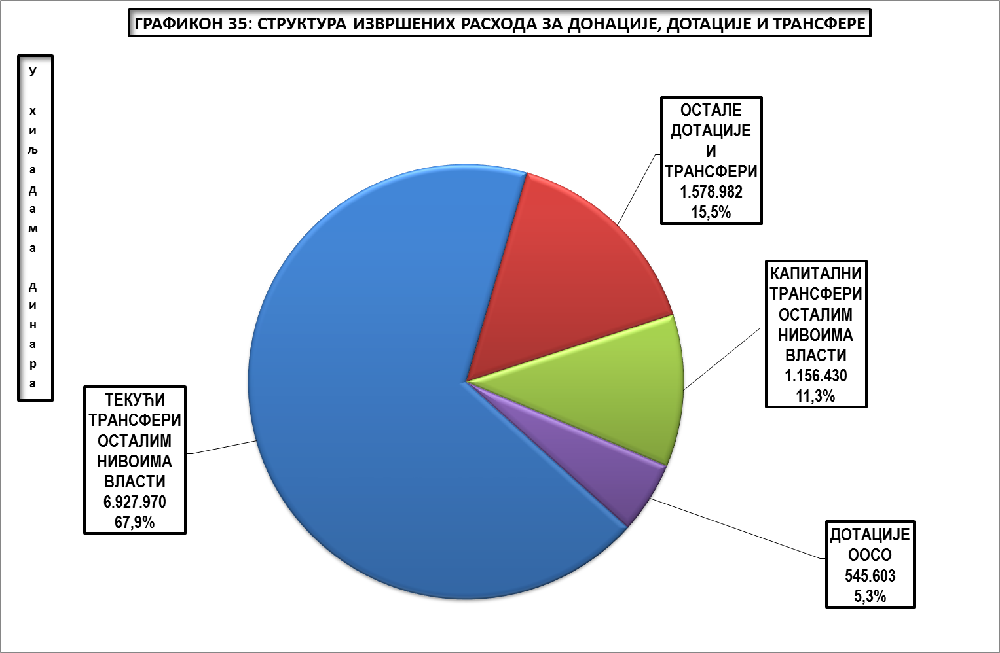 ГРАФИКОН 35: СТРУКТУРА ИЗВРШЕНИХ РАСХОДА ЗА ДОНАЦИЈЕ, ДОТАЦИЈЕ И ТРАНСФЕРЕ
У хиљадама динара
ОСТАЛЕ
ДОТАЦИЈЕ
И
ТРАНСФЕРИ
1.578.982
15,5%
КАПИТАЛНИ
ТРАНСФЕРИ
ОСТАЛИМ
НИВОИМА
ВЛАСТИ
1.156.430
11,3%
ТЕКУЋИ
ТРАНСФЕРИ
ОСТАЛИМ
НИВОИМА
ВЛАСТИ
6.927.970
67,9%
ДОТАЦИЈЕ
ООСО
545.603
5,3%